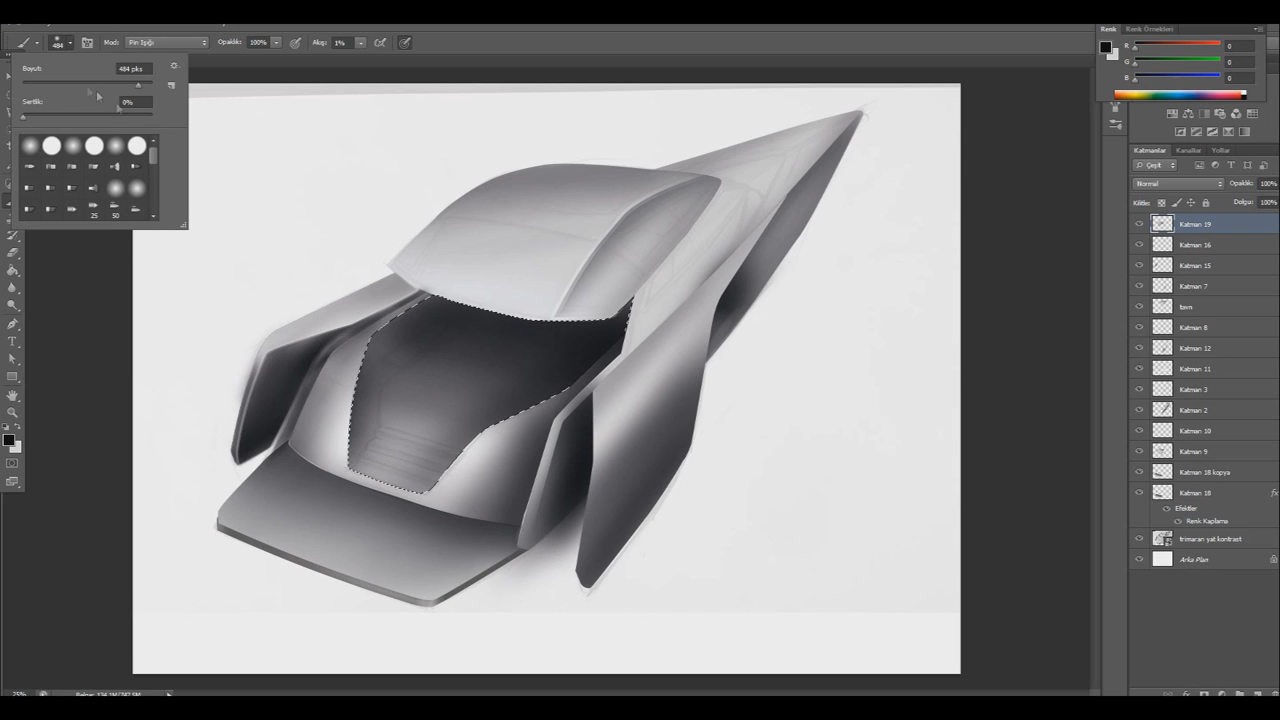 484 Mod: Pin Işığı Opaklık: 100% Akış: 1%
Boyut: 484 pks
Sertlik: 0%
25 50
Renk Renk Örnekleri
R 0
G 0
B 0
Katmanlar Kanallar Yollar
Çeşit
Normal Opaklık: 100%
Kilitle: Dolgu: 100%
Katman 19
Katman 16
Katman 15
Katman 7
Katman 8
Katman 12
Katman 11
Katman 3
Katman 2
Katman 10
Katman 9
Katman 18 kopya
Katman 18 fx
Efektler
Renk Kaplama
trimaran yat kontrast
Arka Plan
25%